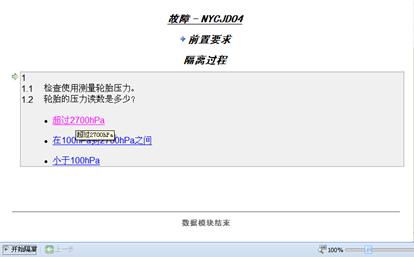 故障 - NYCJD04
前置要求
隔离过程
1
1.1 检查使用测量轮胎压力。
1.2 轮胎的压力读数是多少?
• 超过2700hPa
超过2700hPa
• 在100hPa到2700hPa之间
• 小于100hPa
数据模块结束
开始隔离 上一步 100%